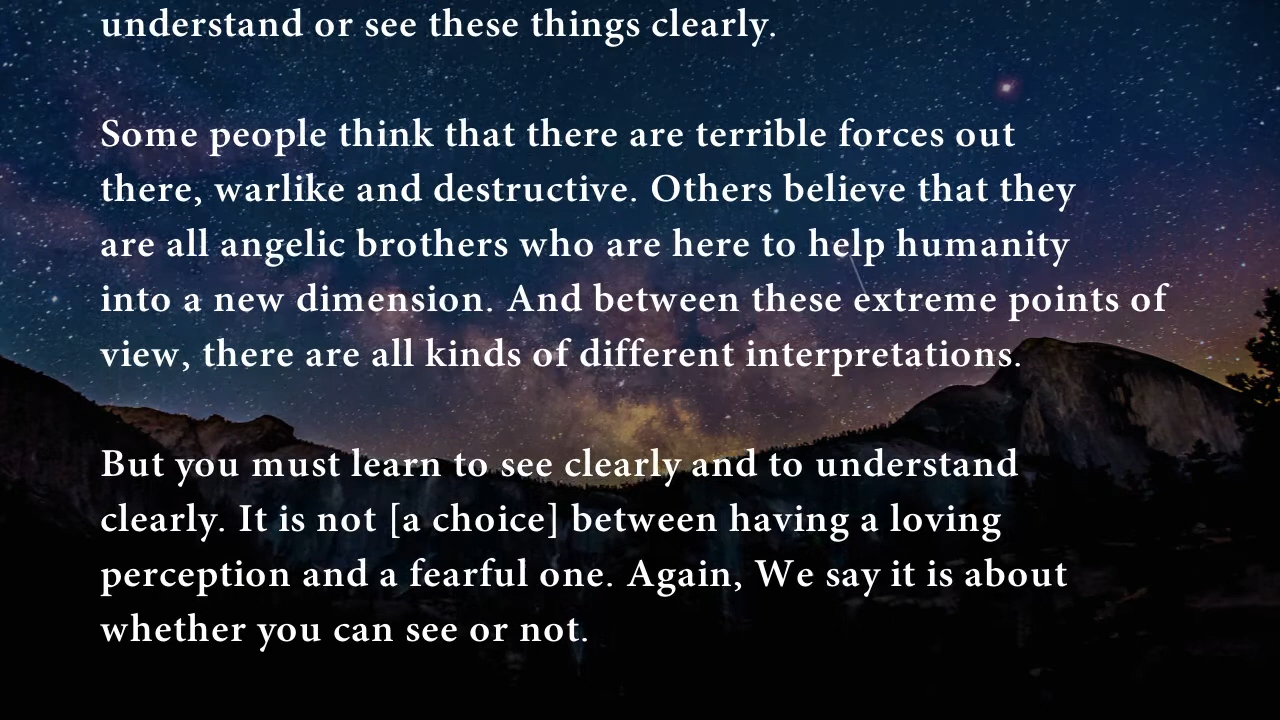 understand or see these things clearly.
Some people think that there are terrible forces out
there, warlike and destructive. Others believe that they
are all angelic brothers who are here to help humanity
into a new dimension. And between these extreme points of
view, there are all kinds of different interpretations.
But you must learn to see clearly and to understand
clearly. It is not [a choice] between having a loving
perception and a fearful one. Again, We say it is about
whether you can see or not.